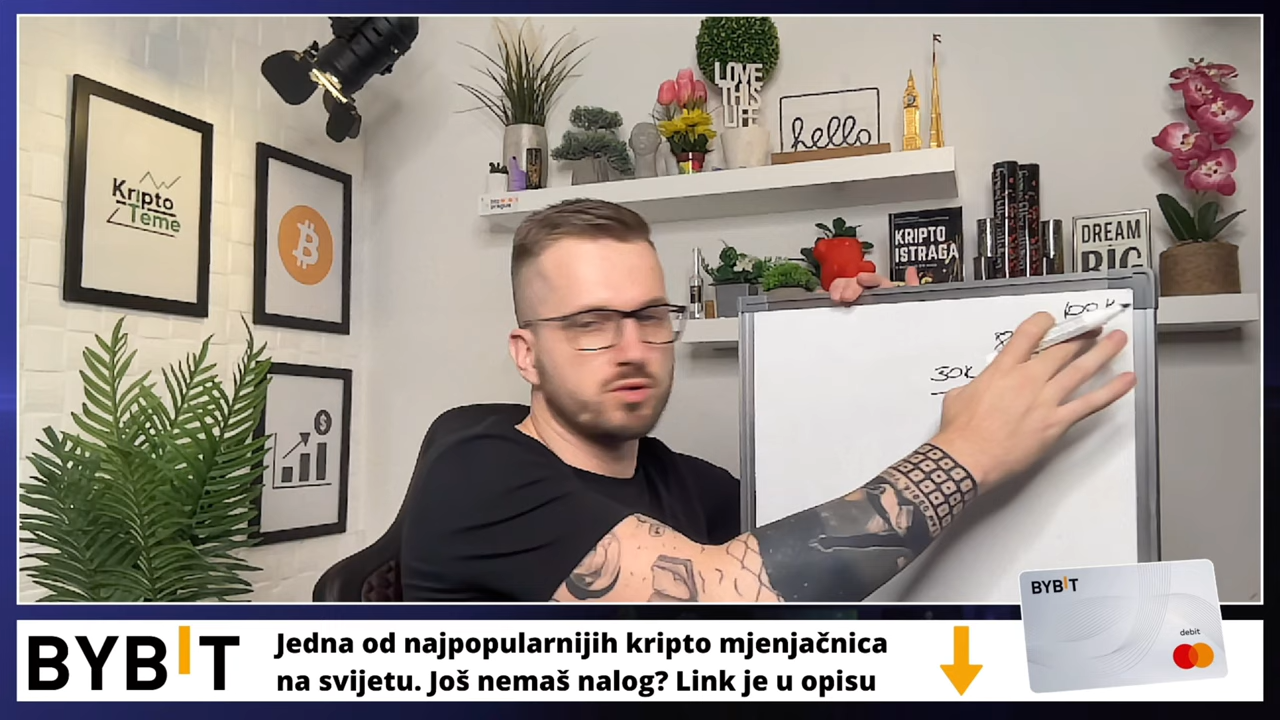 Kripto
Teme
LOVE
THIS
LIFE
hello
KRIPTO
ISTRAGA
DREAM
BIG
100K
30K
BYBIT
debit
BYBIT
Jedna od najpopularnijih kripto mjenjačnica
na svijetu. Još nemaš nalog? Link je u opisu